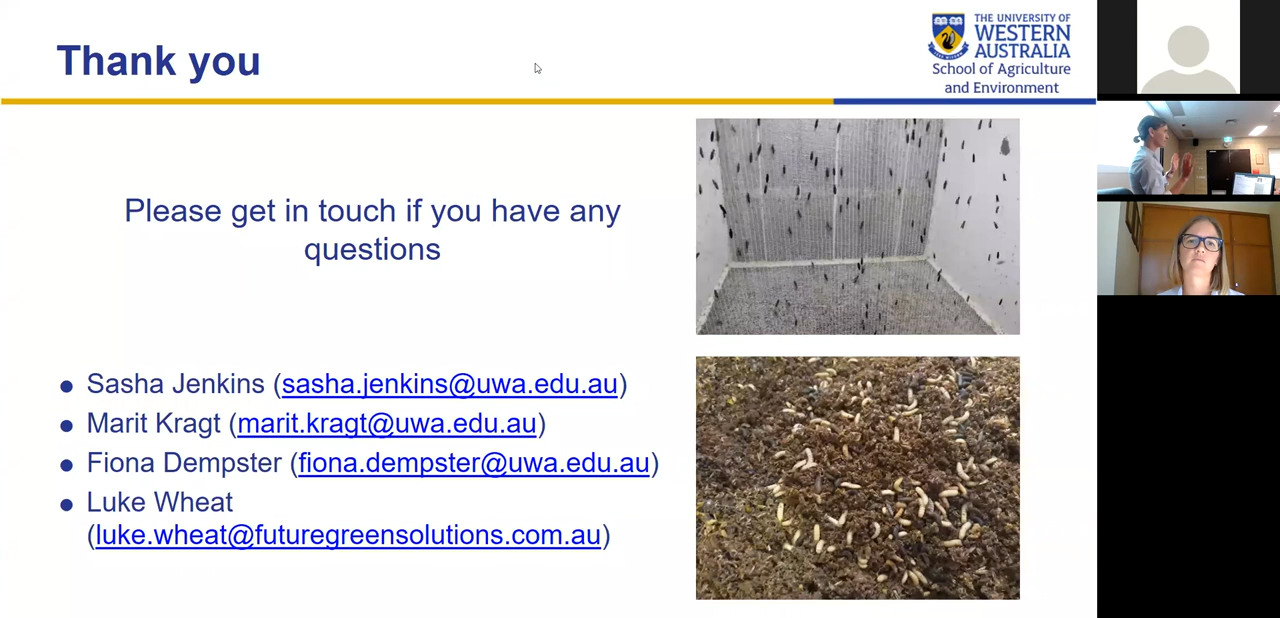 Thank you
THE UNIVERSITY OF
WESTERN
AUSTRALIA
School of Agriculture
and Environment
Please get in touch if you have any
questions
● Sasha Jenkins (sasha.jenkins@uwa.edu.au)
● Marit Kragt (marit.kragt@uwa.edu.au)
● Fiona Dempster (fiona.dempster@uwa.edu.au)
● Luke Wheat
(luke.wheat@futuregreensolutions.com.au)